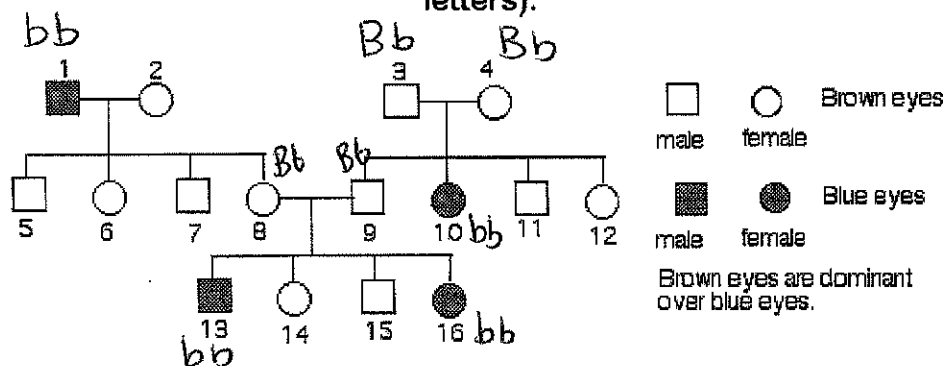 letters).
bb
Bb
Bb
1
2
3
4
Brown eyes
male
female
Bb
Bb
Blue eyes
5
6
7
8
9
10
bb
11
12
male
female
Brown eyes are dominant
over blue eyes.
13
14
15
16
bb
bb